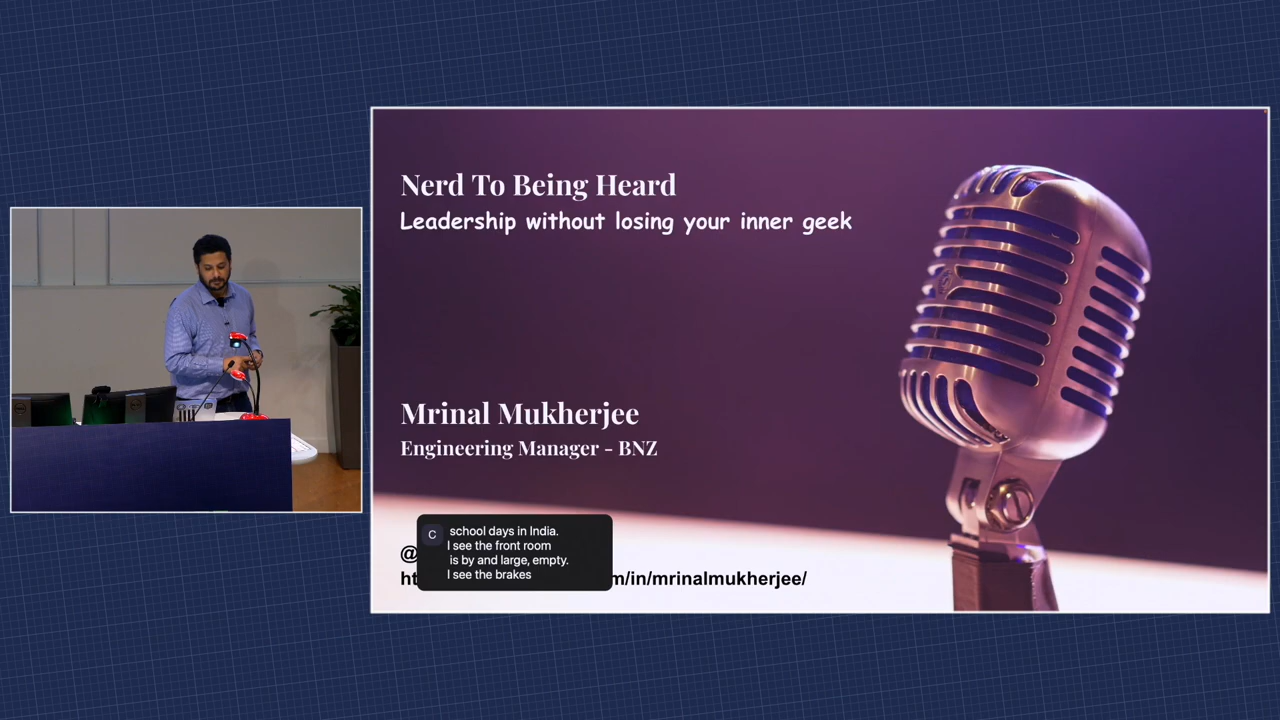 Nerd To Being Heard
Leadership without losing your inner geek
Mrinal Mukherjee
Engineering Manager - BNZ
@
C
school days in India.
I see the front room
is by and large, empty.
I see the brakes
ht m/in/mrinalmukherjee/